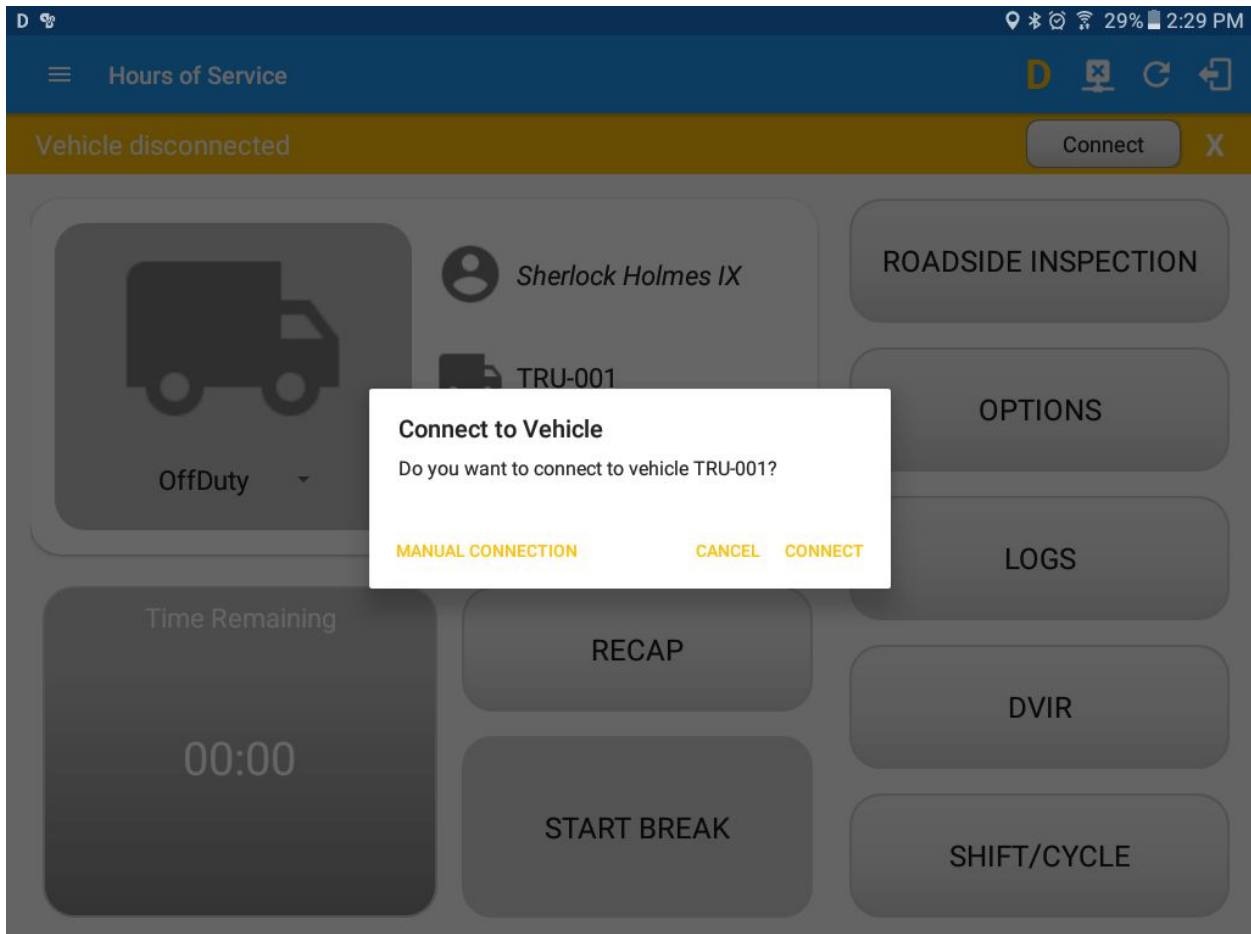 D
29% 2:29 PM
Hours of Service
D
Vehicle disconnected
Connect X
Sherlock Holmes IX
TRU-001
OffDuty
Connect to Vehicle
Do you want to connect to vehicle TRU-001?
MANUAL CONNECTION CANCEL CONNECT
Time Remaining
00:00
RECAP
START BREAK
ROADSIDE INSPECTION
OPTIONS
LOGS
DVIR
SHIFT/CYCLE